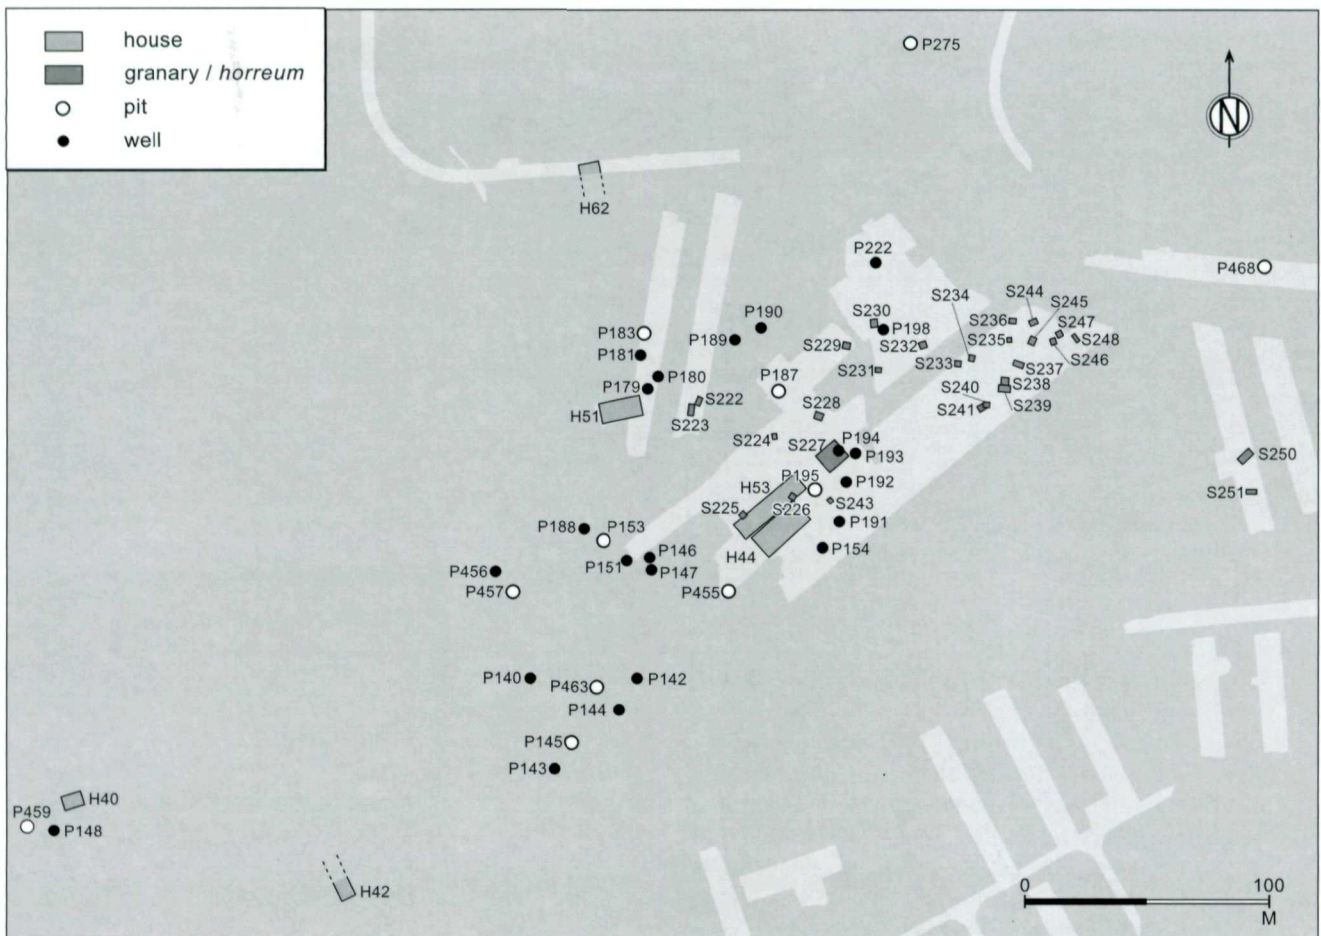 house
granary / horreum
pit
well
P275
N
H62
P222
P468
S234
S244
S245
P190
S230
S236
S247
P183
P198
P189
S235
S248
P181
S229
S232
S246
S231
S233
S237
P180
P187
S238
P179
S240
S222
S228
S239
H51
S241
S223
S224
P194
S227
P193
S250
P195
P192
H53
S251
S243
S225
S226
P191
P188
P153
P154
H44
P146
P151
P147
P456
P457
P455
P140
P142
P463
P144
P145
P143
H40
P459
P148
H42
0 100
M